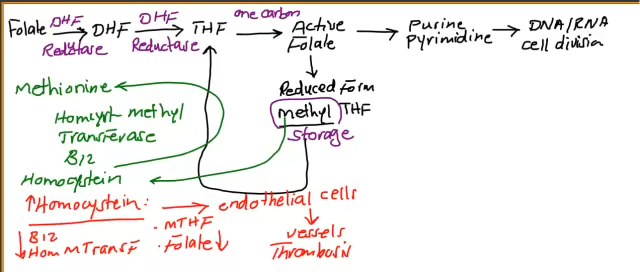 DHF DHF one carbon
Folate DHF THF Active Folate Purine Pyrimidine DNA/RNA cell division
Reductase Reductase
Reduced Form
Methionine
methyl THF
Homcyst methyl
Transferase
storage
B12
Homocystein
↑Homocystein: → endothelial cells
B12 · MTHF vessels
↓Hom MTransf · Folate↓ Thrombosis